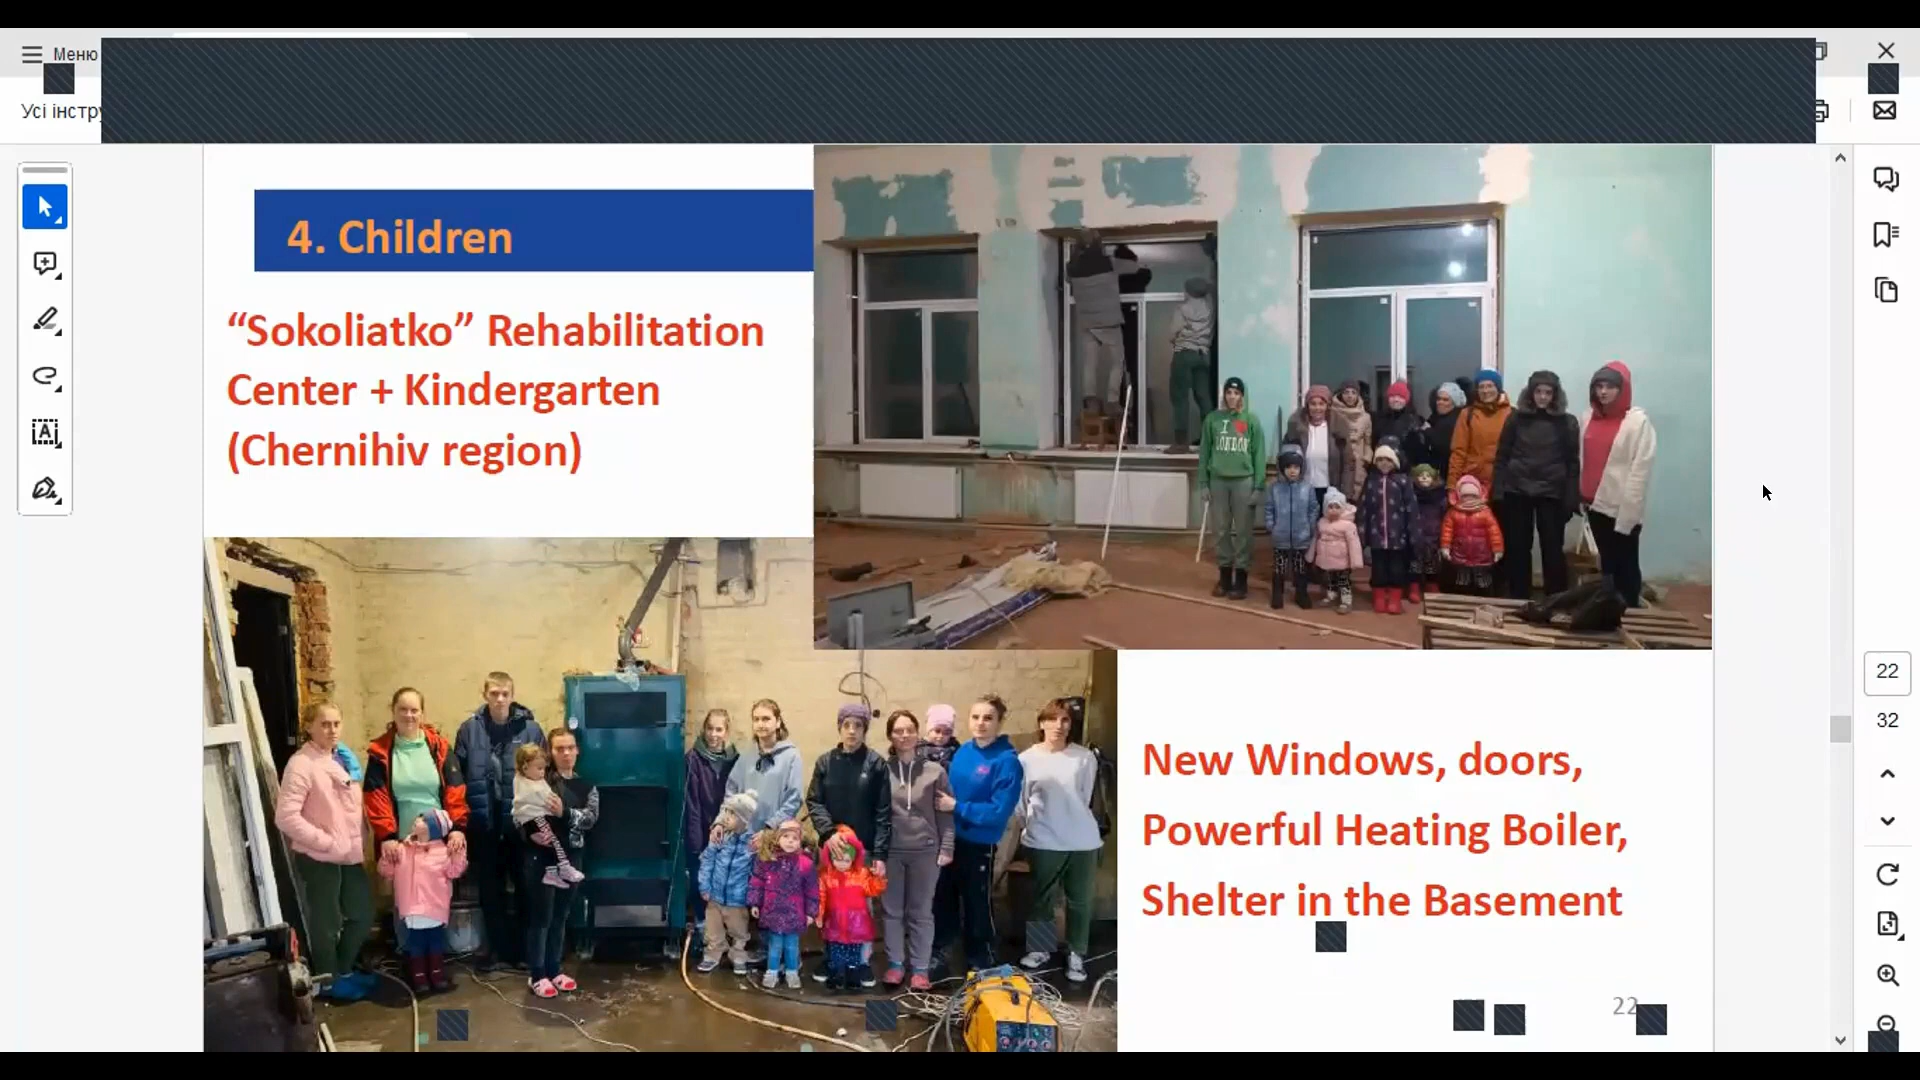 Меню
Усі інстру
4. Children
“Sokoliatko” Rehabilitation
Center + Kindergarten
(Chernihiv region)
I
LONDON
New Windows, doors,
Powerful Heating Boiler,
Shelter in the Basement
22
22
32